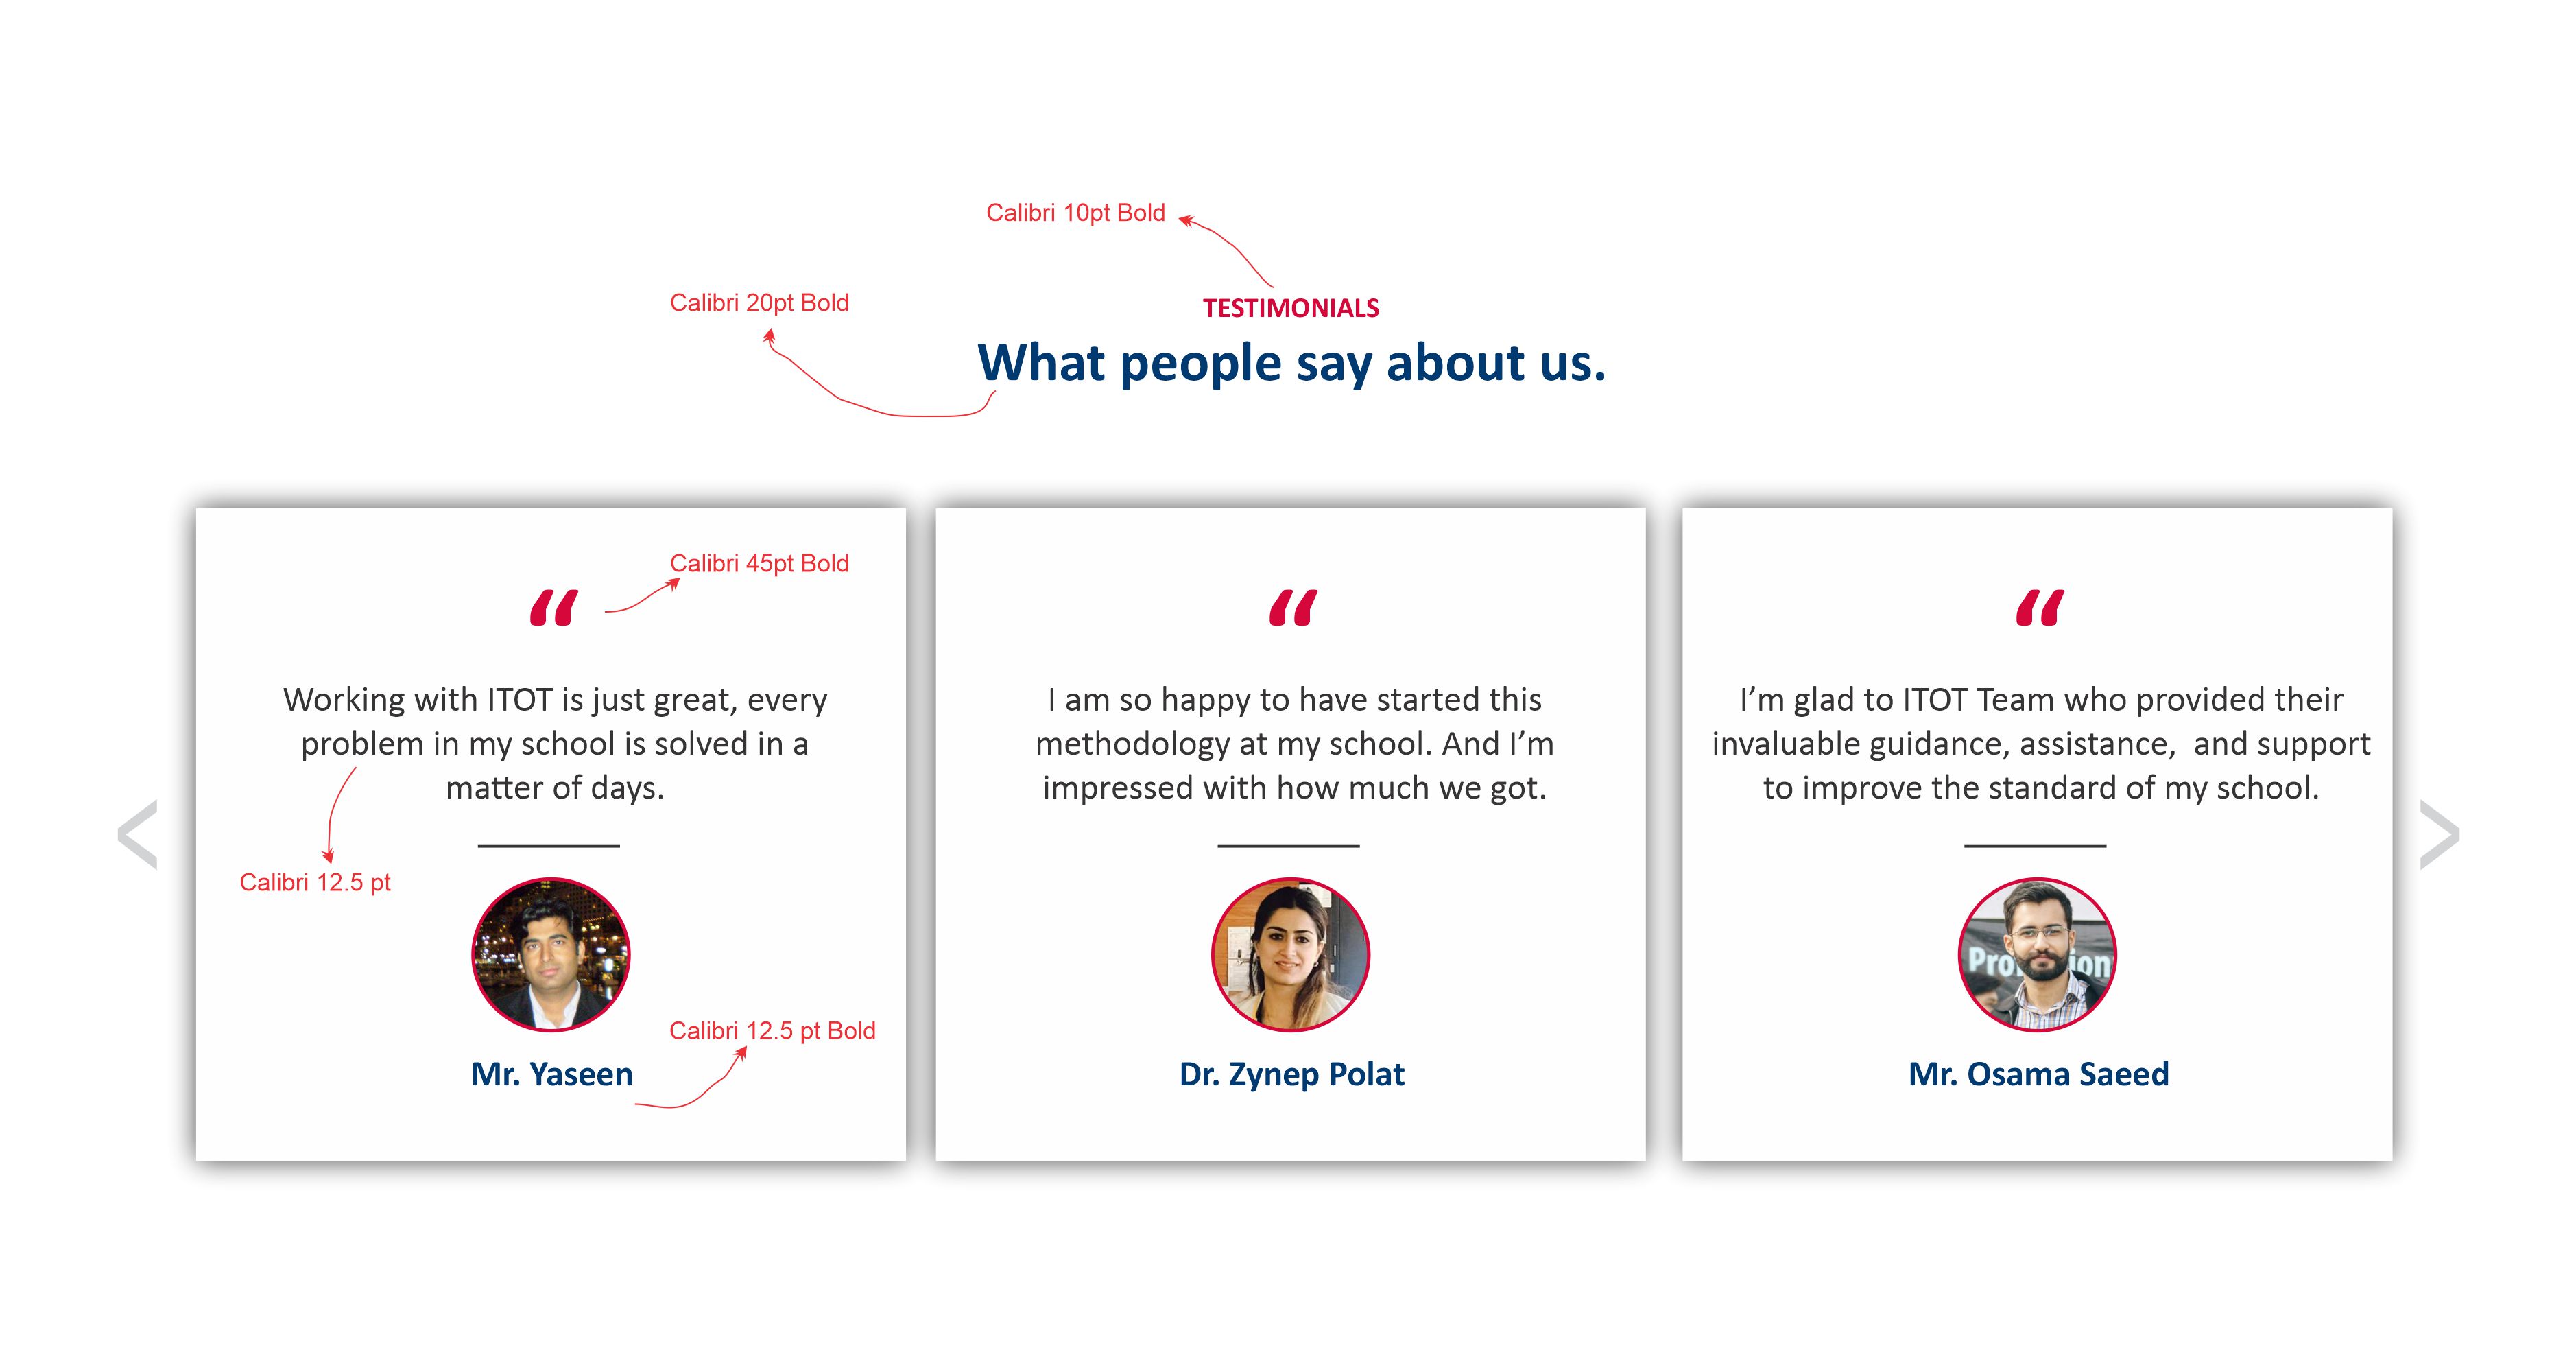 Calibri 10pt Bold
Calibri 20pt Bold
TESTIMONIALS
What people say about us.
Calibri 45pt Bold
“
Working with ITOT is just great, every
problem in my school is solved in a
matter of days.
Calibri 12.5 pt
Calibri 12.5 pt Bold
Mr. Yaseen
“
I am so happy to have started this
methodology at my school. And I’m
impressed with how much we got.
Dr. Zynep Polat
“
I’m glad to ITOT Team who provided their
invaluable guidance, assistance,  and support
to improve the standard of my school.
Mr. Osama Saeed